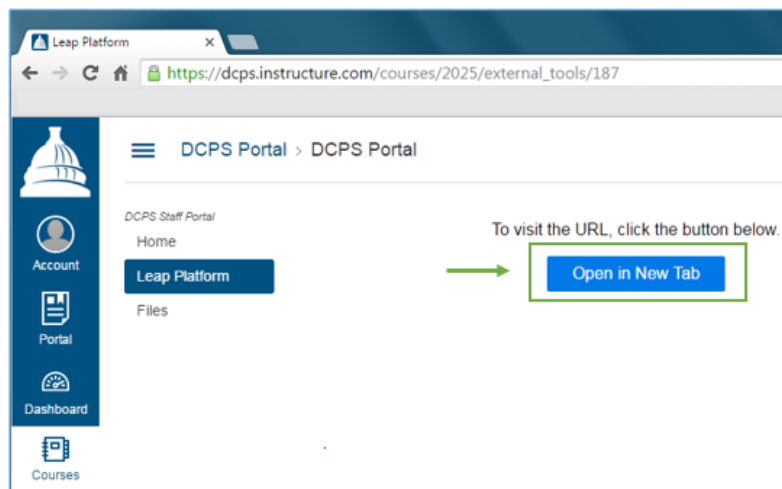 Leap Platform
https://dcps.instructure.com/courses/2025/external_tools/187
DCPS Portal > DCPS Portal
DCPS Staff Portal
Home
Leap Platform
Files
To visit the URL, click the button below.
Open in New Tab
Account
Portal
Dashboard
Courses